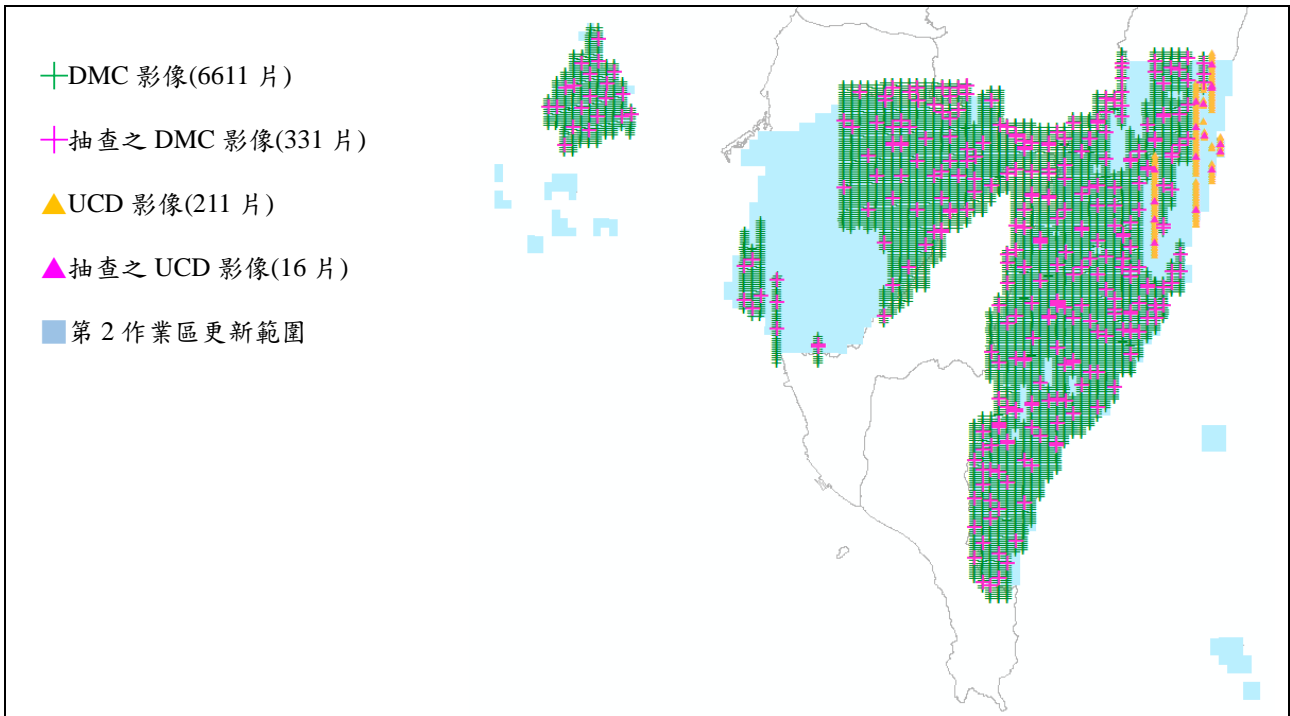 DMC 影像(6611 片)
抽查之 DMC 影像(331 片)
UCD 影像(211 片)
抽查之 UCD 影像(16 片)
第 2 作業區更新範圍